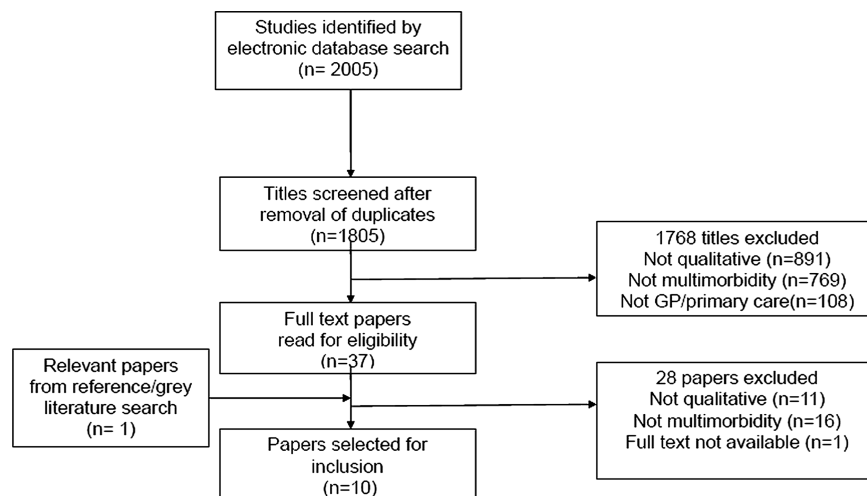 Studies identified by
electronic database search
(n= 2005)
Titles screened after
removal of duplicates
(n=1805)
1768 titles excluded
Not qualitative (n=891)
Not multimorbidity (n=769)
Not GP/primary care(n=108)
Full text papers
read for eligibility
(n=37)
Relevant papers
from reference/grey
literature search
(n= 1)
28 papers excluded
Not qualitative (n=11)
Not multimorbidity (n=16)
Full text not available (n=1)
Papers selected for
inclusion
(n=10)